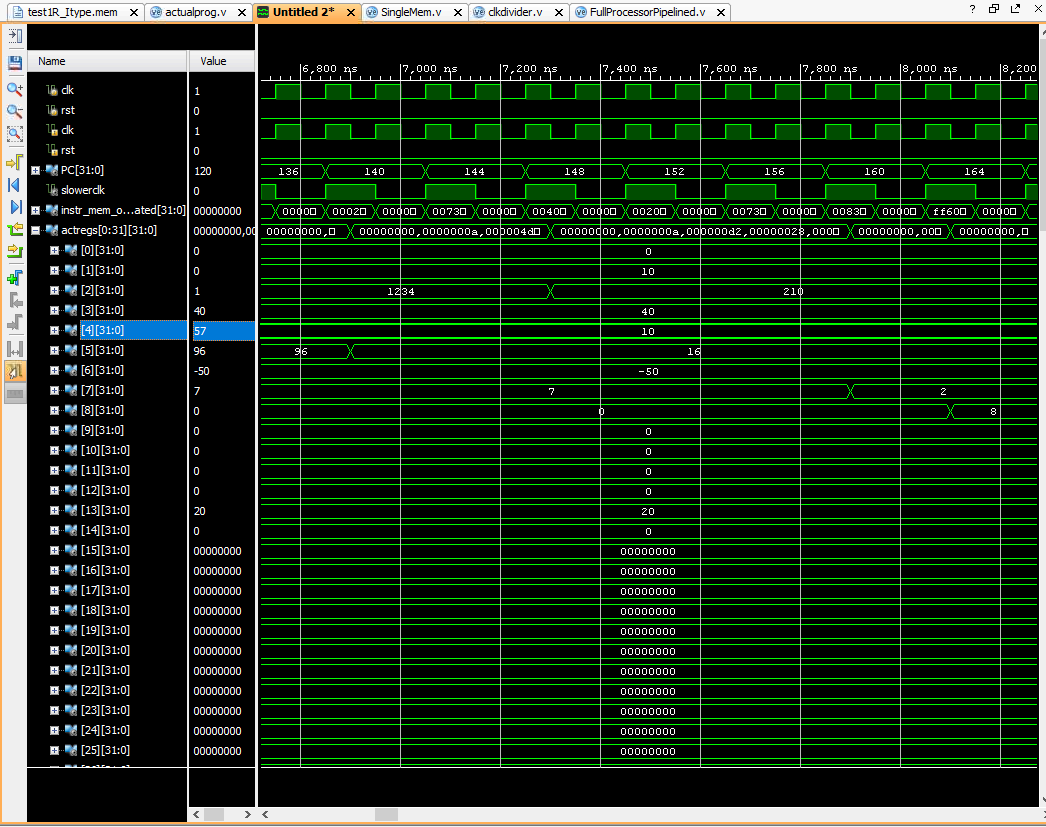 test1R_Itype.mem actualprog.v Untitled 2* SingleMem.v clkdivider.v FullProcessorPipelined.v
Name Value
6,800 ns 7,000 ns 7,200 ns 7,400 ns 7,600 ns 7,800 ns 8,000 ns 8,200
clk 1
rst 0
clk 1
rst 0
PC[31:0] 120 136 140 144 148 152 156 160 164
slowerclk 0
instr_mem_o...ated[31:0] 00000000 0000 0002 0000 0073 0000 0040 0000 0020 0000 0073 0000 0083 0000 ff60 0000
actregs[0:31][31:0] 00000000,00 00000000, 00000000,0000000a,000004d 00000000,0000000a,000000d2,00000028,000 00000000,00 00000000,
[0][31:0] 0 0
[1][31:0] 0 10
[2][31:0] 1 1234 210
[3][31:0] 40 40
[4][31:0] 57 10
[5][31:0] 96 96 16
[6][31:0] -50 -50
[7][31:0] 7 7 2
[8][31:0] 0 0 8
[9][31:0] 0 0
[10][31:0] 0 0
[11][31:0] 0 0
[12][31:0] 0 0
[13][31:0] 20 20
[14][31:0] 0 0
[15][31:0] 00000000 00000000
[16][31:0] 00000000 00000000
[17][31:0] 00000000 00000000
[18][31:0] 00000000 00000000
[19][31:0] 00000000 00000000
[20][31:0] 00000000 00000000
[21][31:0] 00000000 00000000
[22][31:0] 00000000 00000000
[23][31:0] 00000000 00000000
[24][31:0] 00000000 00000000
[25][31:0] 00000000 00000000